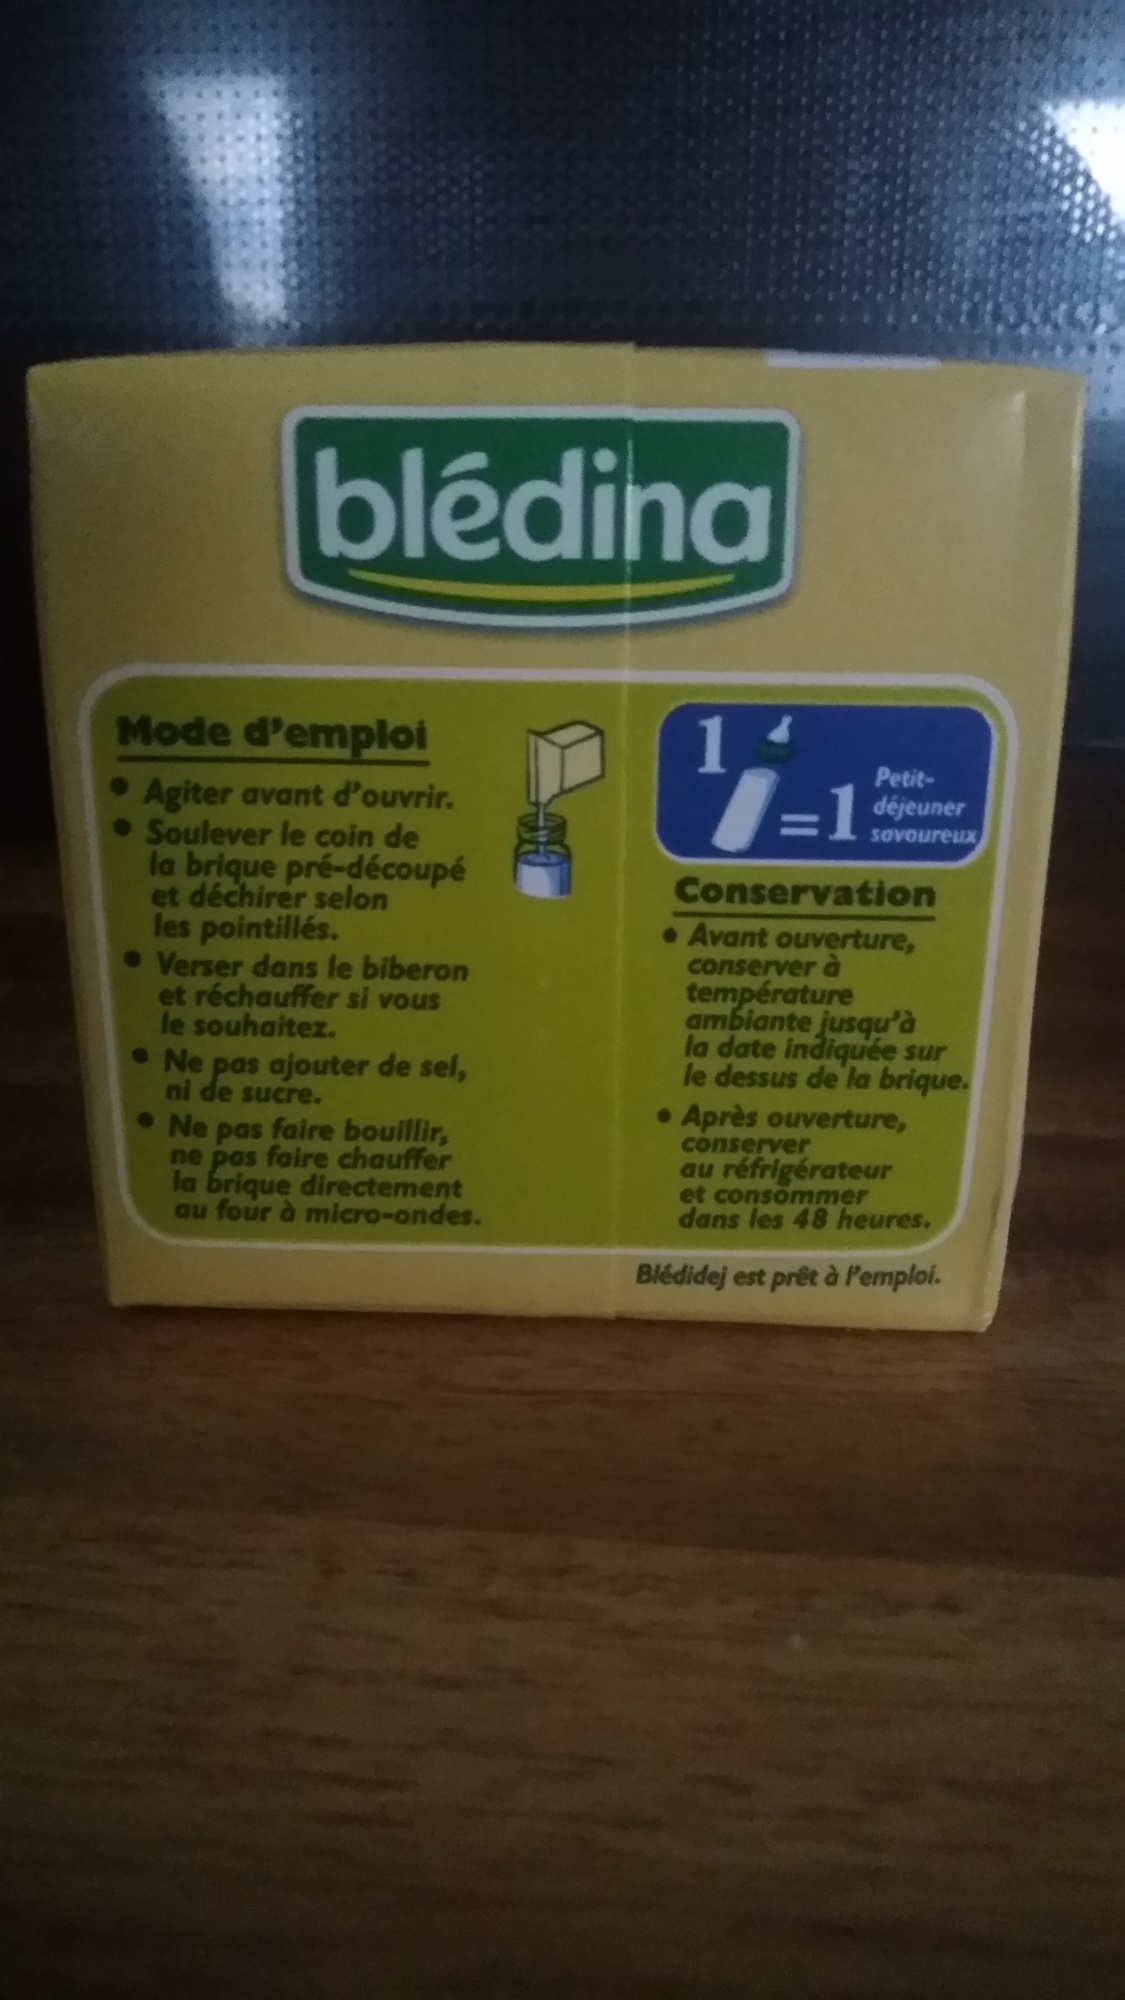 blédina
Mode d'emploi
• Agiter avant d'ouvrir.
• Soulever le coin de
la brique pré-découpé
et déchirer selon
les pointillés.
• Verser dans le biberon
et réchauffer si vous
le souhaitez.
• Ne pas ajouter de sel,
ni de sucre.
• Ne pas faire bouillir,
ne pas faire chauffer
la brique directement
au four à micro-ondes.
1
=1
Petit-
déjeuner
savoureux
Conservation
• Avant ouverture,
conserver à
température
ambiante jusqu'à
la date indiquée sur
le dessus de la brique.
• Après ouverture,
conserver
au réfrigérateur
et consommer
dans les 48 heures.
Blédidej est prêt à l'emploi.